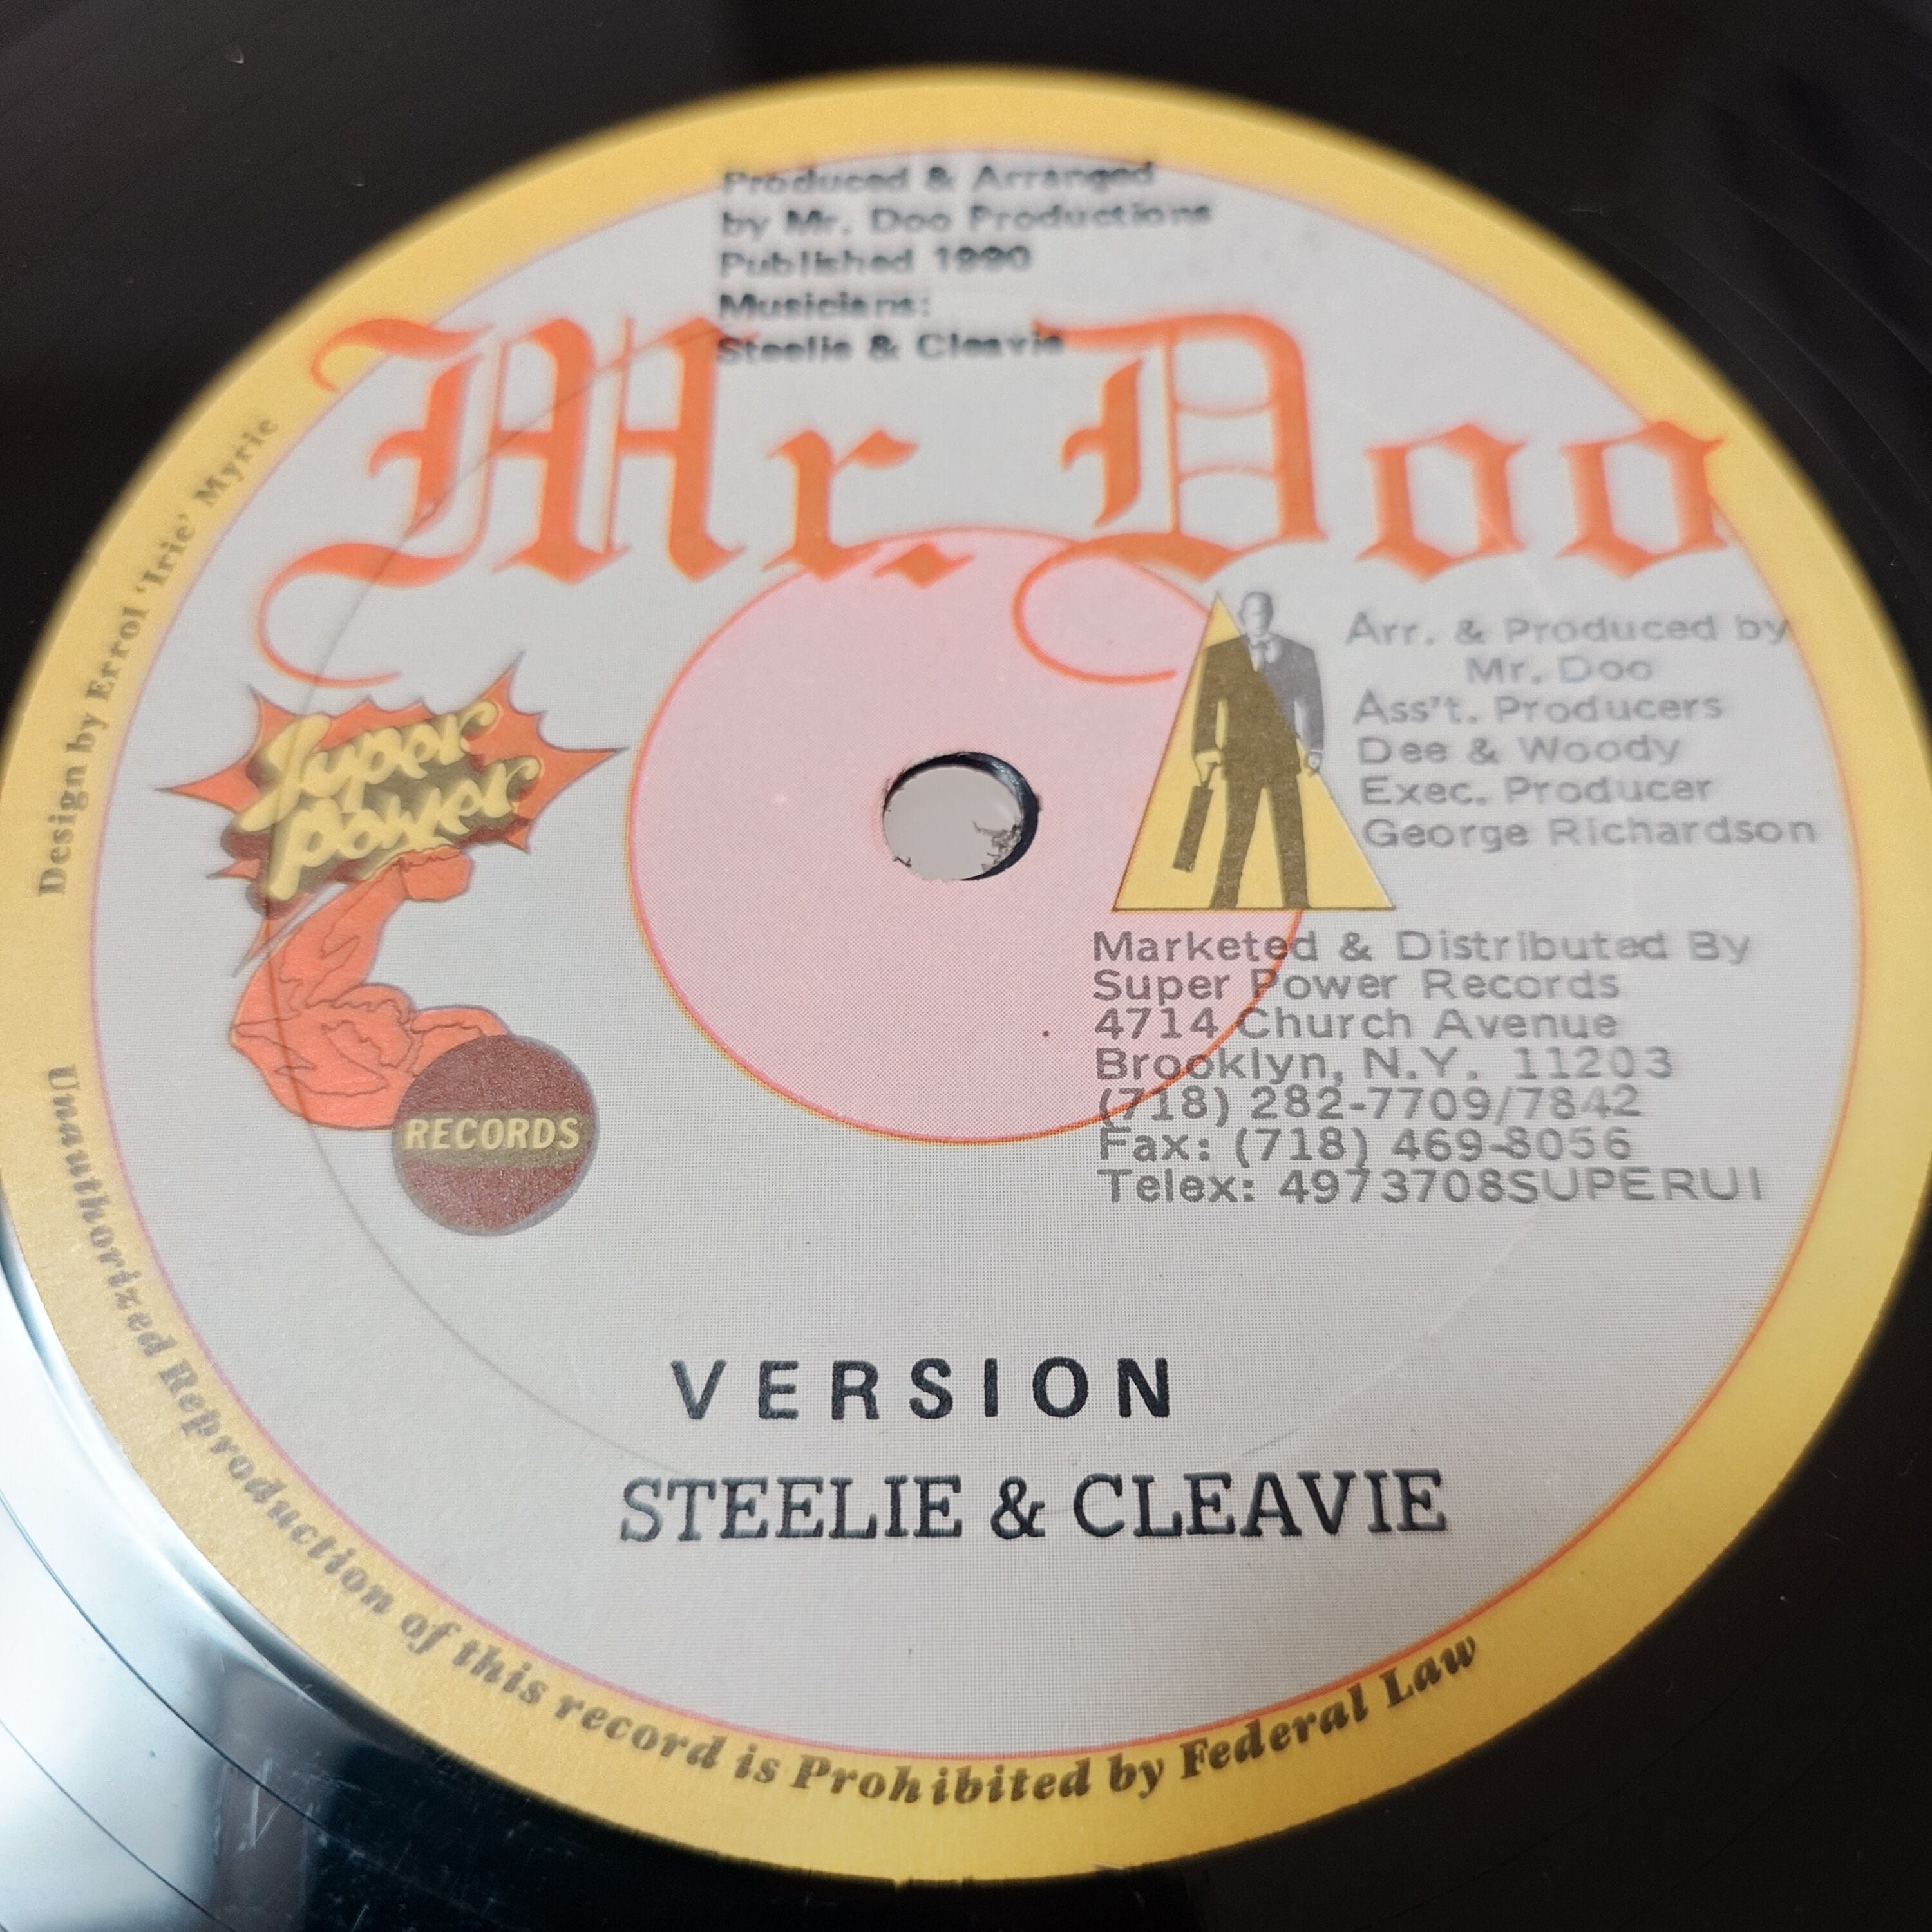 Produced & Arranged
by Mr. Doo Productions
Published 1990
Musicians:
Steelie & Cleavie
Mr. Doo
Super
Power
RECORDS
Arr. & Produced by
Mr. Doo
Ass't. Producers
Dee & Woody
Exec. Producer
George Richardson
Marketed & Distributed By
Super Power Records
4714 Church Avenue
Brooklyn, N.Y. 11203
(718) 282-7709/7842
Fax: (718) 469-8056
Telex: 4973708SUPERUI
VERSION
STEELIE & CLEAVIE
Design by Errol 'Irie' Myrie
Unauthorized Reproduction of this record is Prohibited by Federal Law